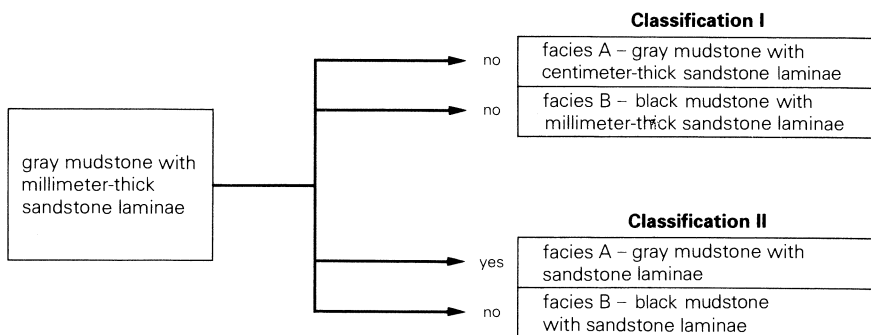 Classification I
no
facies A – gray mudstone with
centimeter-thick sandstone laminae
no
facies B – black mudstone with
millimeter-thick sandstone laminae
gray mudstone with
millimeter-thick
sandstone laminae
Classification II
yes
facies A – gray mudstone with
sandstone laminae
no
facies B – black mudstone
with sandstone laminae